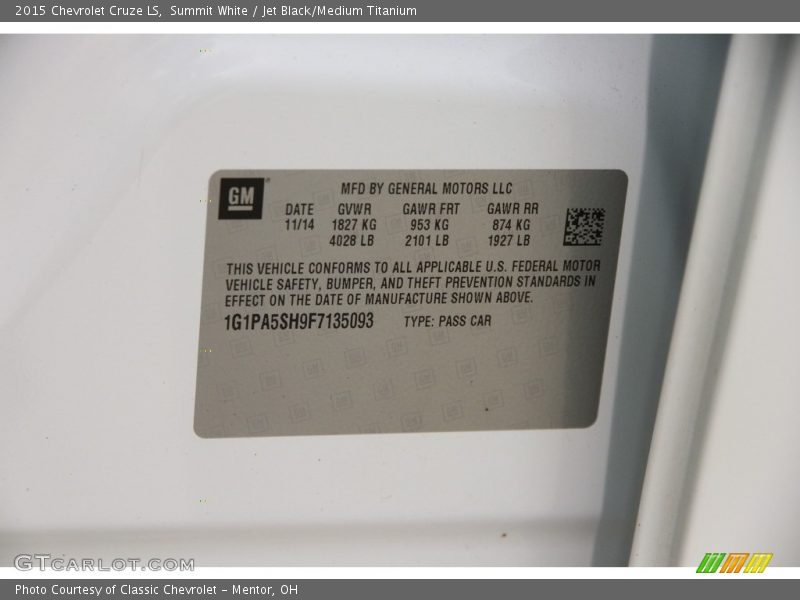 2015 Chevrolet Cruze LS, Summit White / Jet Black/Medium Titanium
GM
MFD BY GENERAL MOTORS LLC
DATE GVWR GAWR FRT GAWR RR
11/14 1827 KG 953 KG 874 KG
4028 LB 2101 LB 1927 LB
THIS VEHICLE CONFORMS TO ALL APPLICABLE U.S. FEDERAL MOTOR
VEHICLE SAFETY, BUMPER, AND THEFT PREVENTION STANDARDS IN
EFFECT ON THE DATE OF MANUFACTURE SHOWN ABOVE.
1G1PA5SH9F7135093 TYPE: PASS CAR
GTCARLOT.COM
Photo Courtesy of Classic Chevrolet - Mentor, OH